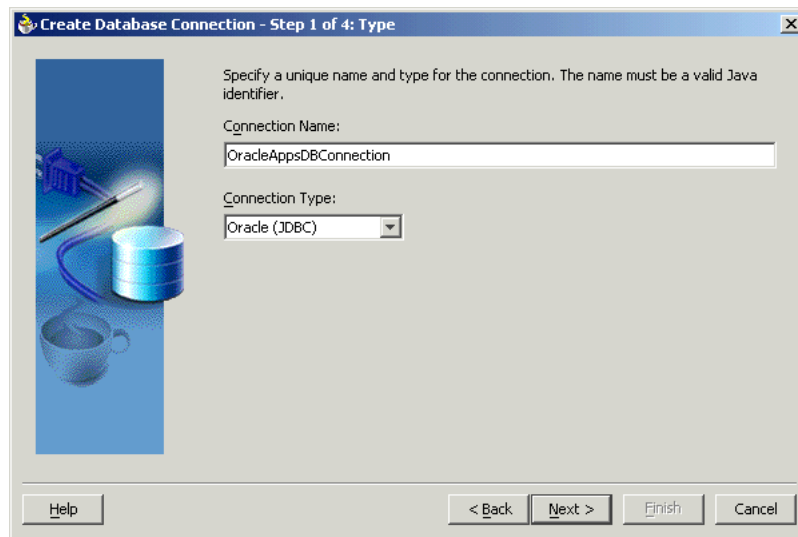 Create Database Connection - Step 1 of 4: Type
Specify a unique name and type for the connection. The name must be a valid Java
identifier.
Connection Name:
OracleAppsDBConnection
Connection Type:
Oracle (JDBC)
Help
< Back
Next >
Finish
Cancel